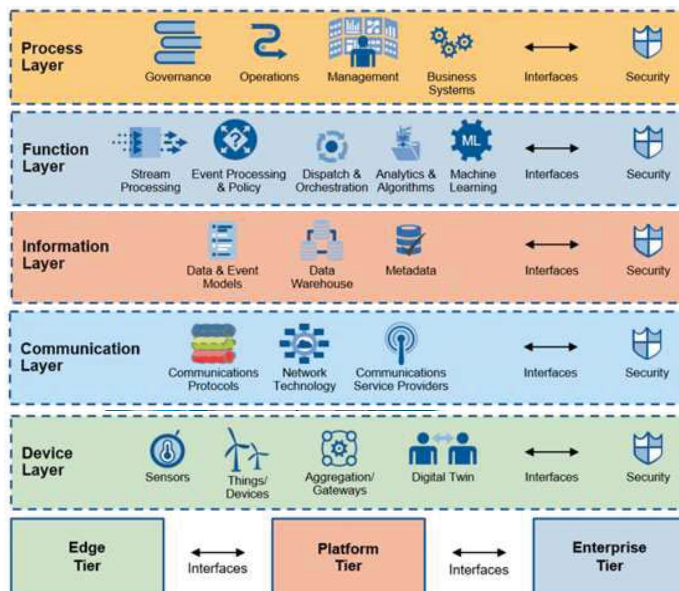 Process
Layer
Governance
Operations
Management
Business
Systems
Interfaces
Security
Function
Layer
?
ML
Stream
Processing
Event Processing
& Policy
Dispatch &
Orchestration
Analytics &
Algorithms
Machine
Learning
Interfaces
Security
Information
Layer
Data & Event
Models
Data
Warehouse
Metadata
Interfaces
Security
Communication
Layer
Communications
Protocols
Network
Technology
Communications
Service Providers
Interfaces
Security
Device
Layer
Sensors
Things/
Devices
Aggregation/
Gateways
Digital Twin
Interfaces
Security
Edge
Tier
Interfaces
Platform
Tier
Interfaces
Enterprise
Tier